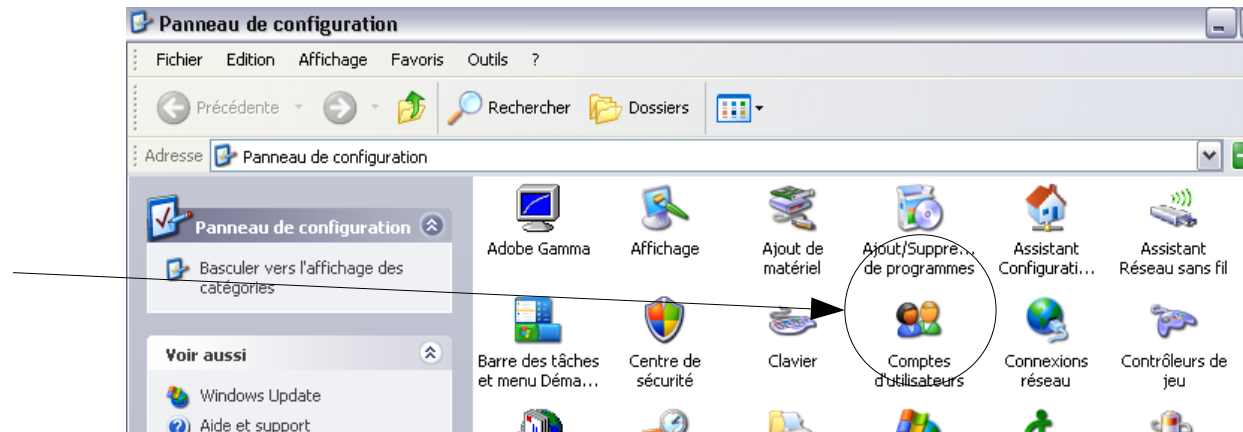 Panneau de configuration
Fichier Edition Affichage Favoris Outils ?
Précédente Rechercher Dossiers
Adresse Panneau de configuration
Panneau de configuration
Basculer vers l'affichage des
catégories
Voir aussi
Windows Update
Aide et support
Adobe Gamma
Affichage
Ajout de
matériel
Ajout/Suppre...
de programmes
Assistant
Configurati...
Assistant
Réseau sans fil
Barre des tâches
et menu Déma...
Centre de
sécurité
Clavier
Comptes
d'utilisateurs
Connexions
réseau
Contrôleurs de
jeu